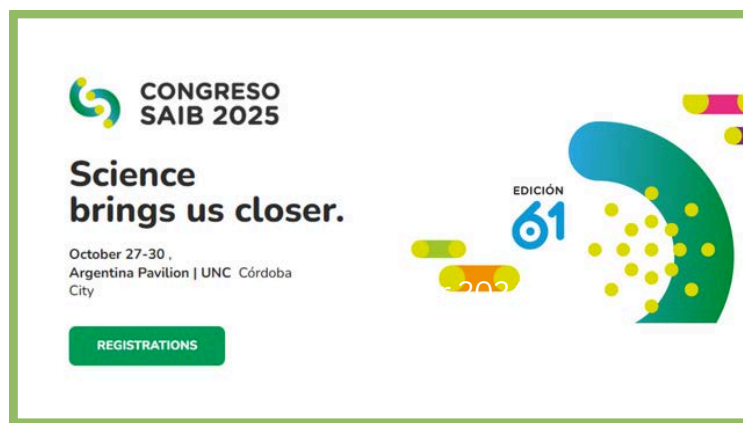 CONGRESO
SAIB 2025
Science
brings us closer.
October 27-30 ,
Argentina Pavilion | UNC Córdoba
City
REGISTRATIONS
EDICIÓN
61